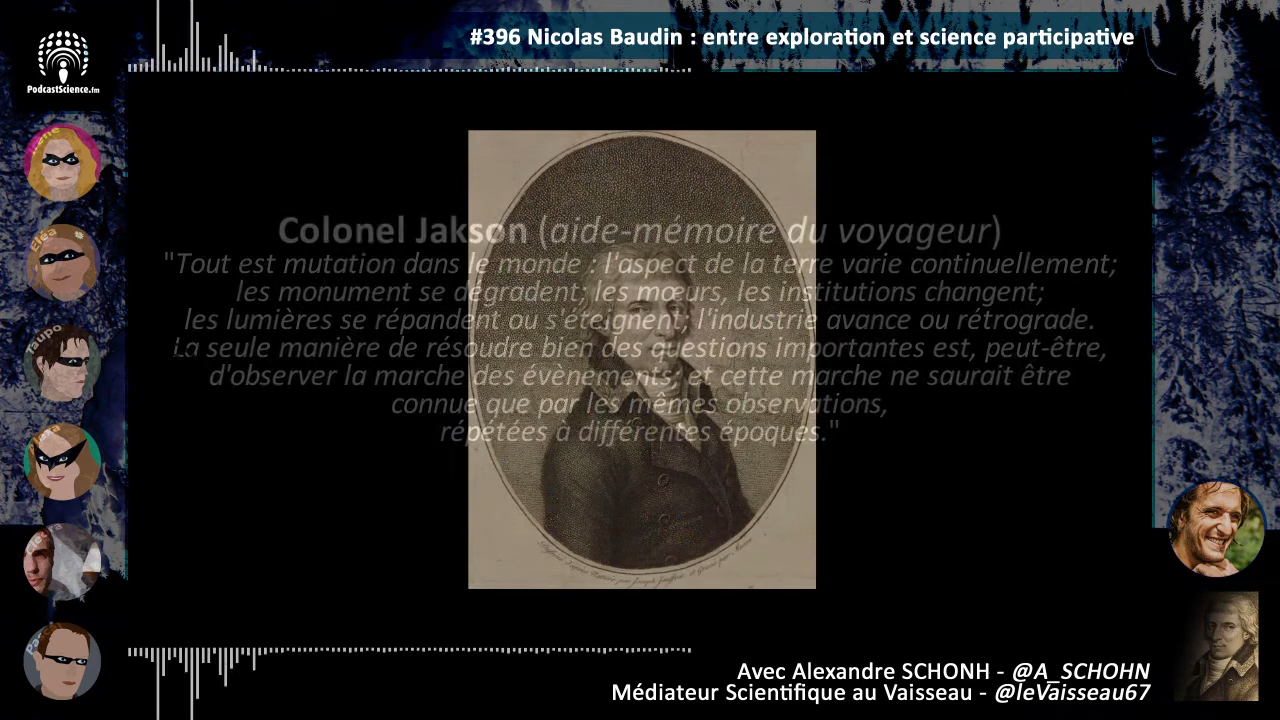 #396 Nicolas Baudin : entre exploration et science participative
PodcastScience.fm
Colonel Jakson (aide-mémoire du voyageur)
"Tout est mutation dans le monde : l'aspect de la terre varie continuellement;
les monument se dégradent; les mœurs, les institutions changent;
les lumières se répandent ou s'éteignent; l'industrie avance ou rétrograde.
La seule manière de résoudre bien des questions importantes est, peut-être,
d'observer la marche des évènements, et cette marche ne saurait être
connue que par les mêmes observations,
répétées à différentes époques."
Eléa
Taupo
Avec Alexandre SCHONH - @A_SCHOHN
Médiateur Scientifique au Vaisseau - @leVaisseau67